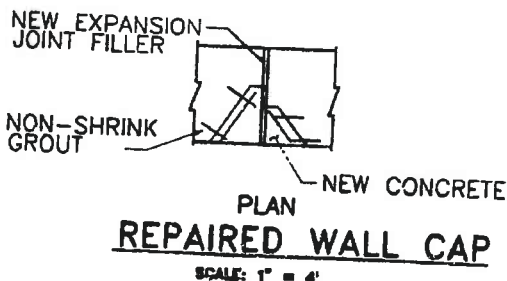 NEW EXPANSION
JOINT FILLER
NON-SHRINK
GROUT
NEW CONCRETE
PLAN
REPAIRED WALL CAP
SCALE: 1" = 4'